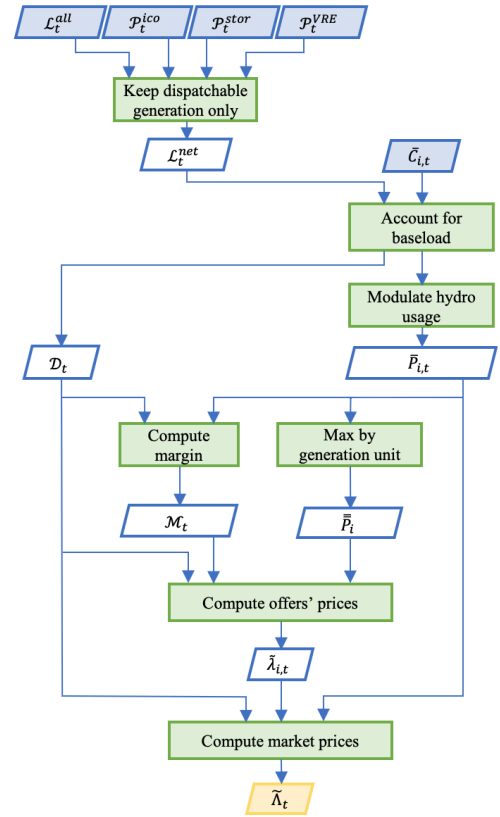 ℒ_t^{all} 𝒫_t^{ico} 𝒫_t^{stor} 𝒫_t^{VRE}
Keep dispatchable
generation only
ℒ_t^{net}
C̄_{i,t}
Account for
baseload
Modulate hydro
usage
𝒟_t
P̄_{i,t}
Compute
margin
Max by
generation unit
ℳ_t
P̿_i
Compute offers' prices
λ̃_{i,t}
Compute market prices
Λ̃_t